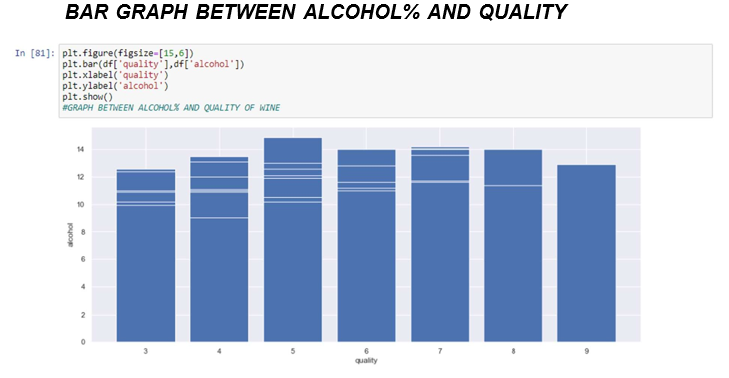 BAR GRAPH BETWEEN ALCOHOL% AND QUALITY
In [81]: plt.figure(figsize=[15,6])
plt.bar(df['quality'],df['alcohol'])
plt.xlabel('quality')
plt.ylabel('alcohol')
plt.show()
#GRAPH BETWEEN ALCOHOL% AND QUALITY OF WINE
14
12
10
8
6
4
2
0
alcohol
3 4 5 6 7 8 9
quality